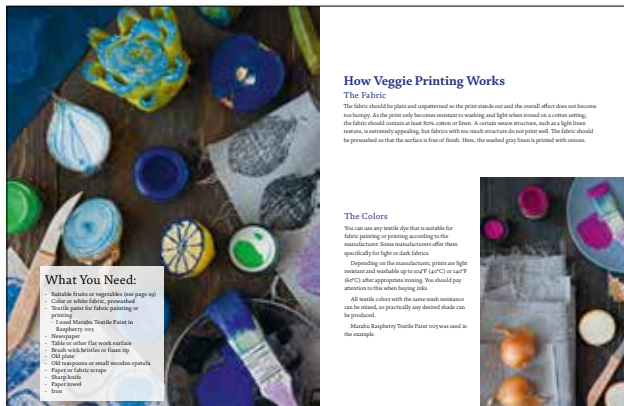 What You Need:
- Suitable fruits or vegetables (see page 29)
- Color or white fabric, prewashed
- Textile paint for fabric painting or
printing
- I used Marabu Textile Paint in
Raspberry 005
- Newspaper
- Table or other flat work surface
- Brush with bristles or foam tip
- Old plate
- Old teaspoons or small wooden spatula
- Paper or fabric scraps
- Sharp knife
- Paper towel
- Iron
How Veggie Printing Works
The Fabric
The fabric should be plain and unpatterned so the print stands out and the overall effect does not become
too bumpy. As the print only becomes resistant to washing and light when ironed on a cotton setting,
the fabric should contain at least 80% cotton or linen. A certain weave structure, such as a light linen
texture, is extremely appealing, but fabrics with too much structure do not print well. The fabric should
be prewashed so that the surface is free of finish. Here, the washed gray linen is printed with onions.
The Colors
You can use any textile dye that is suitable for
fabric painting or printing according to the
manufacturer. Some manufacturers offer them
specifically for light or dark fabrics.
Depending on the manufacturer, prints are light
resistant and washable up to 104°F (40°C) or 140°F
(60°C) after appropriate ironing. You should pay
attention to this when buying inks.
All textile colors with the same wash resistance
can be mixed, so practically any desired shade can
be produced.
Marabu Raspberry Textile Paint 005 was used in
the example.